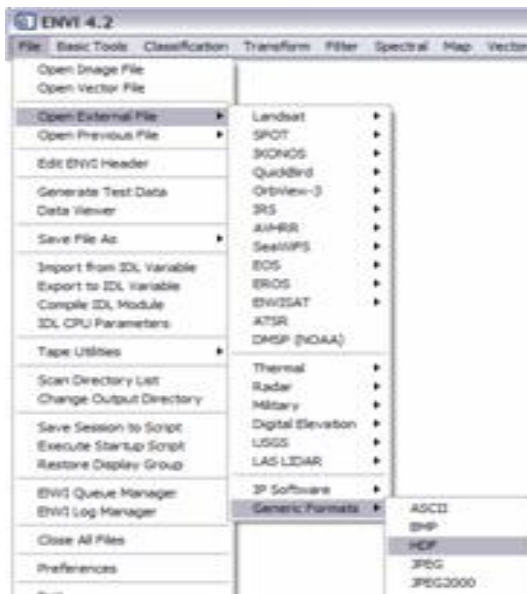 ENVI 4.2
File Basic Tools Classification Transform Filter Spectral Map Vector
Open Image File
Open Vector File
Open External File
Open Previous File
Edit ENVI Header
Generate Test Data
Data Viewer
Save File As
Import from IDL Variable
Export to IDL Variable
Compile IDL Module
IDL CPU Parameters
Tape Utilities
Scan Directory List
Change Output Directory
Save Session to Script
Execute Startup Script
Restore Display Group
ENVI Queue Manager
ENVI Log Manager
Close All Files
Preferences
Landsat
SPOT
IKONOS
QuickBird
OrbView-3
IRS
AVHRR
SeaWiFS
EOS
EROS
ENVISAT
ATSR
DMSP (NOAA)
Thermal
Radar
Military
Digital Elevation
USGS
LAS LIDAR
IP Software
Generic Formats
ASCII
BMP
HDF
JPEG
JPEG2000